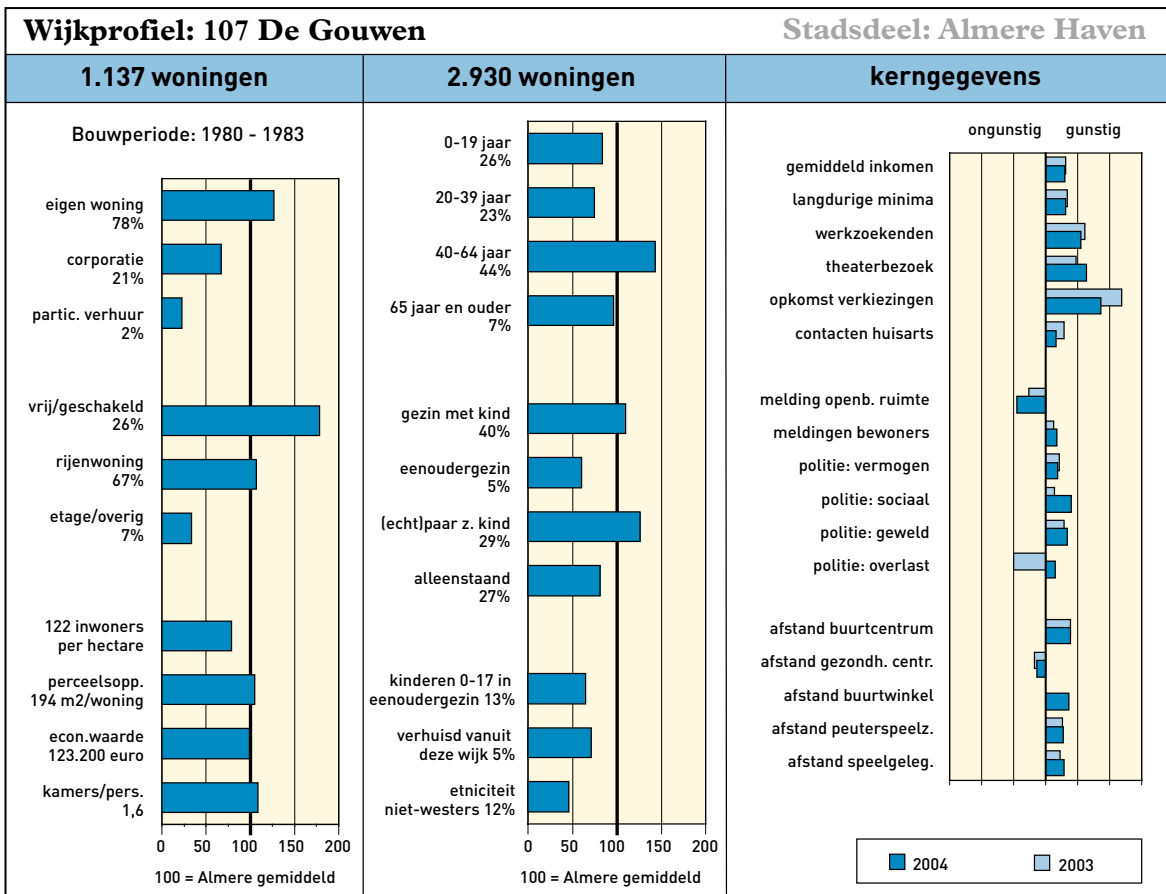 Wijkprofiel: 107 De Gouwen
Stadsdeel: Almere Haven
1.137 woningen
2.930 woningen
kerngegevens
Bouwperiode: 1980 - 1983
eigen woning
78%
corporatie
21%
partic. verhuur
2%
vrij/geschakeld
26%
rijenwoning
67%
etage/overig
7%
122 inwoners
per hectare
perceelsopp.
194 m2/woning
econ.waarde
123.200 euro
kamers/pers.
1,6
0 50 100 150 200
100 = Almere gemiddeld
0 50 100 150 200
0-19 jaar
26%
20-39 jaar
23%
40-64 jaar
44%
65 jaar en ouder
7%
gezin met kind
40%
eenoudergezin
5%
(echt)paar z. kind
29%
alleenstaand
27%
kinderen 0-17 in
eenoudergezin 13%
verhuisd vanuit
deze wijk 5%
etniciteit
niet-westers 12%
0 50 100 150 200
100 = Almere gemiddeld
ongunstig gunstig
gemiddeld inkomen
langdurige minima
werkzoekenden
theaterbezoek
opkomst verkiezingen
contacten huisarts
melding openb. ruimte
meldingen bewoners
politie: vermogen
politie: sociaal
politie: geweld
politie: overlast
afstand buurtcentrum
afstand gezondh. centr.
afstand buurtwinkel
afstand peuterspeelz.
afstand speelgeleg.
2004 2003